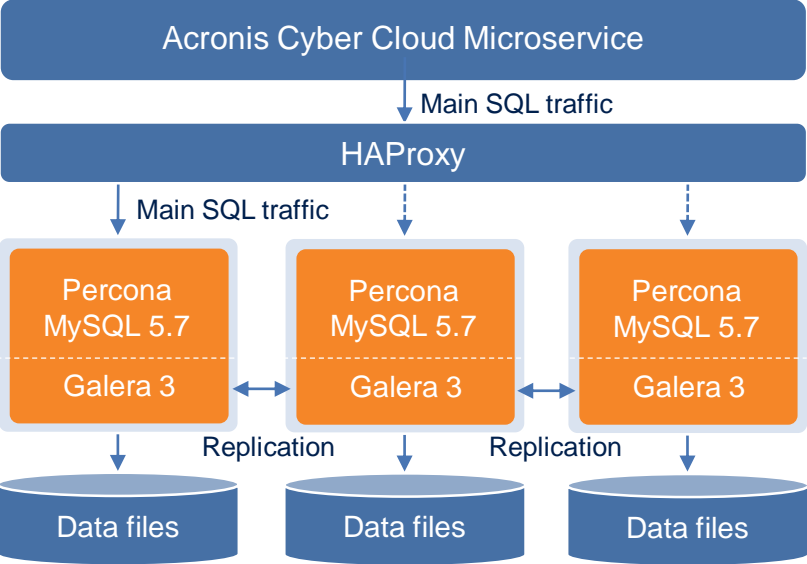 Acronis Cyber Cloud Microservice
Main SQL traffic
HAProxy
Main SQL traffic
Percona
MySQL 5.7
Galera 3
Percona
MySQL 5.7
Galera 3
Percona
MySQL 5.7
Galera 3
Replication
Replication
Data files
Data files
Data files